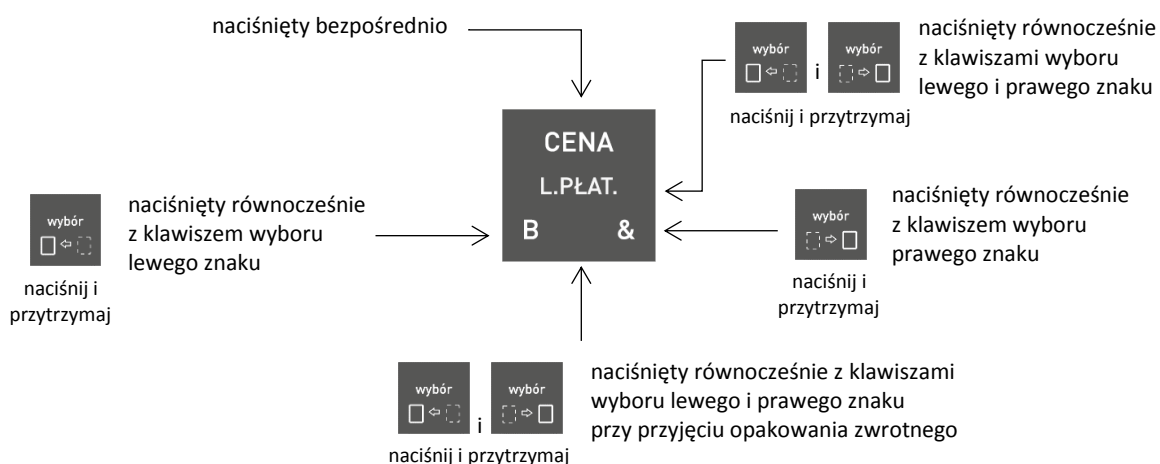 naciśnięty bezpośrednio
wybór
i
wybór
naciśnij i przytrzymaj
naciśnięty równocześnie
z klawiszami wyboru
lewego i prawego znaku
CENA
L.PŁAT.
B &
wybór
naciśnij i
przytrzymaj
naciśnięty równocześnie
z klawiszem wyboru
lewego znaku
wybór
naciśnij i
przytrzymaj
naciśnięty równocześnie
z klawiszem wyboru
prawego znaku
wybór
i
wybór
naciśnij i przytrzymaj
naciśnięty równocześnie z klawiszami
wyboru lewego i prawego znaku
przy przyjęciu opakowania zwrotnego